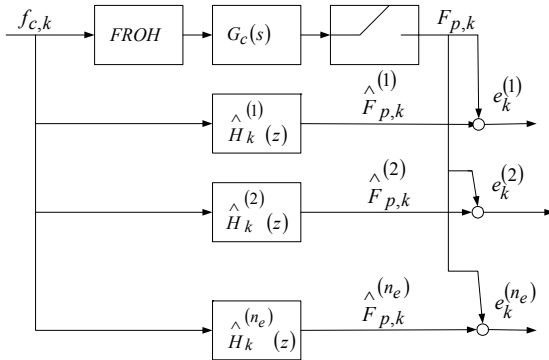 f_{c,k} FROH G_c(s) F_{p,k}
\hat{H}_k^{(1)}(z) \hat{F}_{p,k}^{(1)} e_k^{(1)}
\hat{H}_k^{(2)}(z) \hat{F}_{p,k}^{(2)} e_k^{(2)}
\hat{H}_k^{(n_e)}(z) \hat{F}_{p,k}^{(n_e)} e_k^{(n_e)}